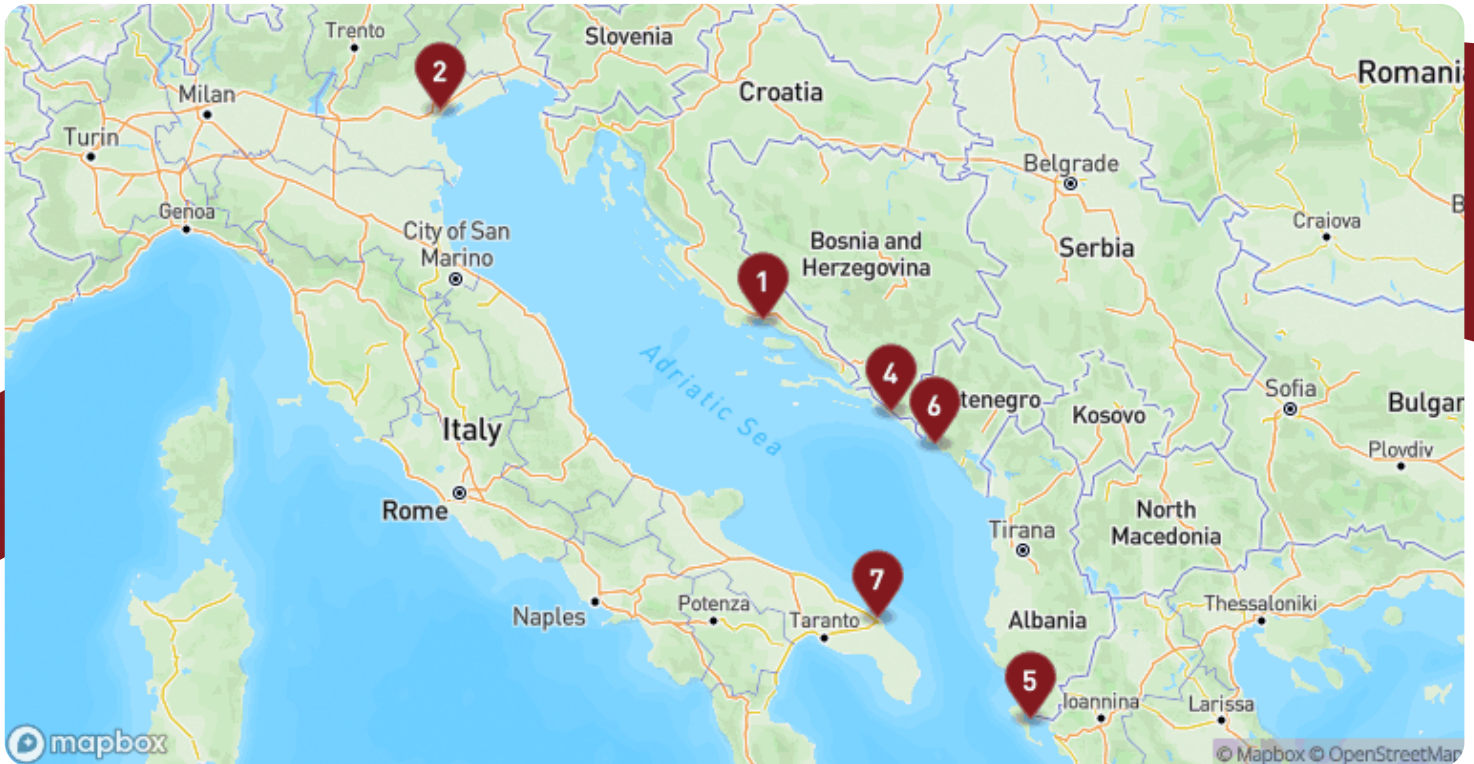 Trento
Slovenia
Romani
2
Croatia
Milan
Turin
Belgrade
Genoa
City of San
Marino
Bosnia and
Herzegovina
Serbia
Craiova
B
1
Adriatic Sea
4
6
tenegro
Kosovo
Sofia
Bulgar
Italy
Plovdiv
Rome
North
Macedonia
Tirana
7
Naples
Potenza
Taranto
Albania
Thessaloniki
5
Ioannina
Larissa
mapbox
© Mapbox © OpenStreetMap